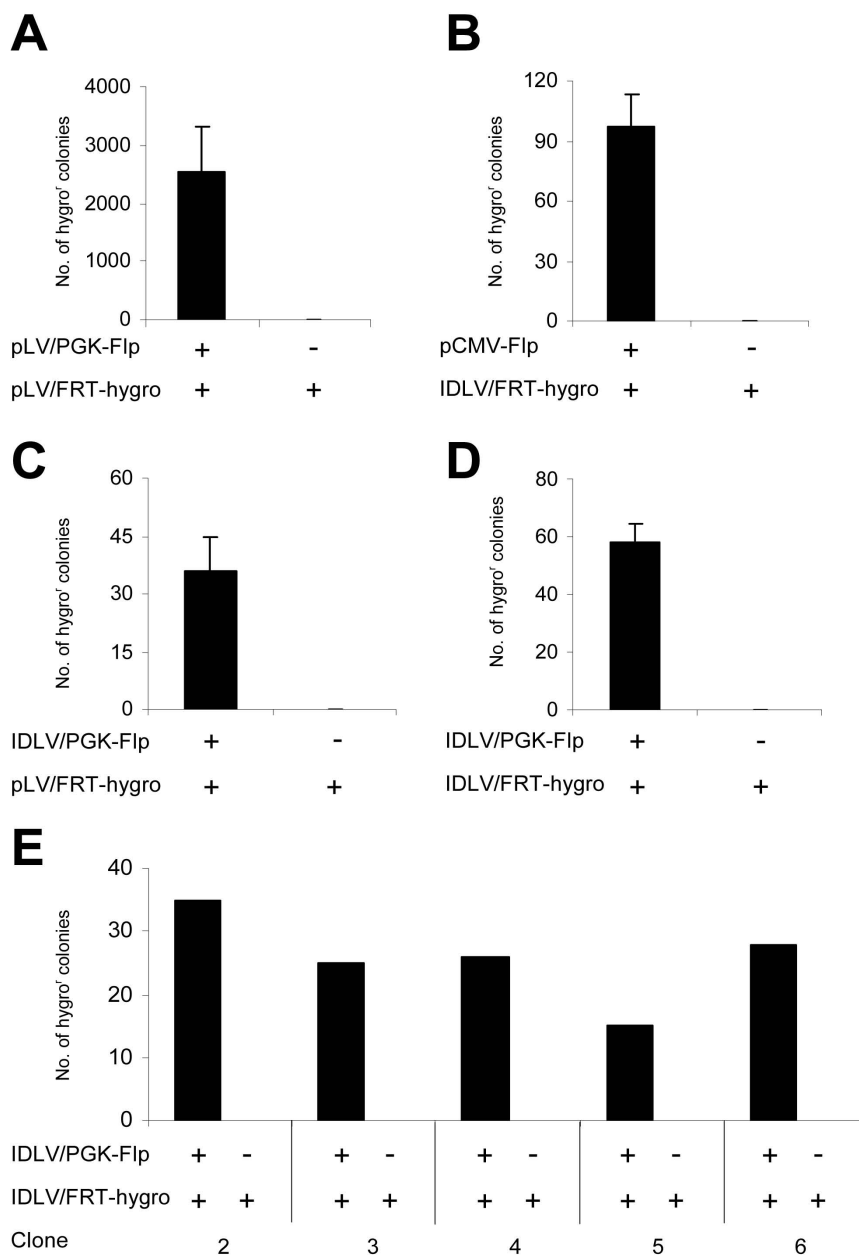 A
No. of hygroʳ colonies
4000
3000
2000
1000
0
pLV/PGK-Flp + -
pLV/FRT-hygro + +
B
No. of hygroʳ colonies
120
90
60
30
0
pCMV-Flp + -
IDLV/FRT-hygro + +
C
No. of hygroʳ colonies
60
45
30
15
0
IDLV/PGK-Flp + -
pLV/FRT-hygro + +
D
No. of hygroʳ colonies
80
60
40
20
0
IDLV/PGK-Flp + -
IDLV/FRT-hygro + +
E
No. of hygroʳ colonies
40
30
20
10
0
IDLV/PGK-Flp + - + - + - + - + -
IDLV/FRT-hygro + + + + + + + + + +
Clone 2 3 4 5 6